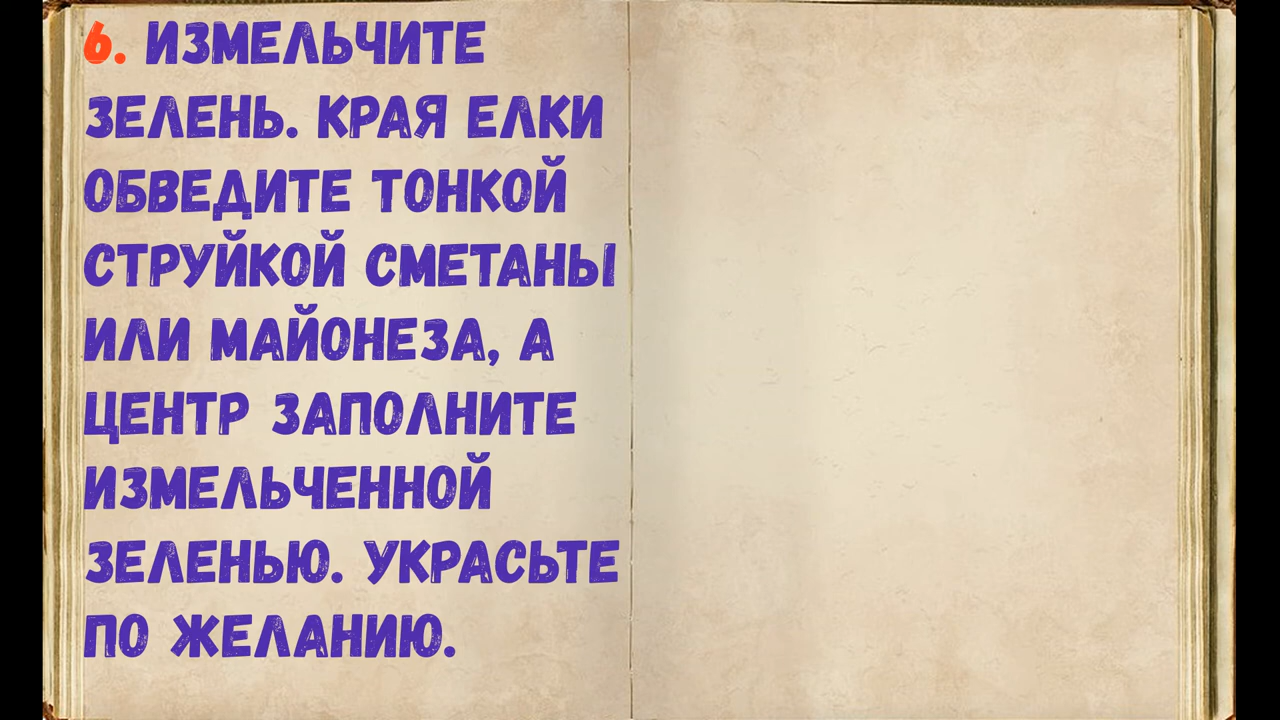 6. ИЗМЕЛЬЧИТЕ
ЗЕЛЕНЬ. КРАЯ ЕЛКИ
ОБВЕДИТЕ ТОНКОЙ
СТРУЙКОЙ СМЕТАНЫ
ИЛИ МАЙОНЕЗА, А
ЦЕНТР ЗАПОЛНИТЕ
ИЗМЕЛЬЧЕННОЙ
ЗЕЛЕНЬЮ. УКРАСЬТЕ
ПО ЖЕЛАНИЮ.